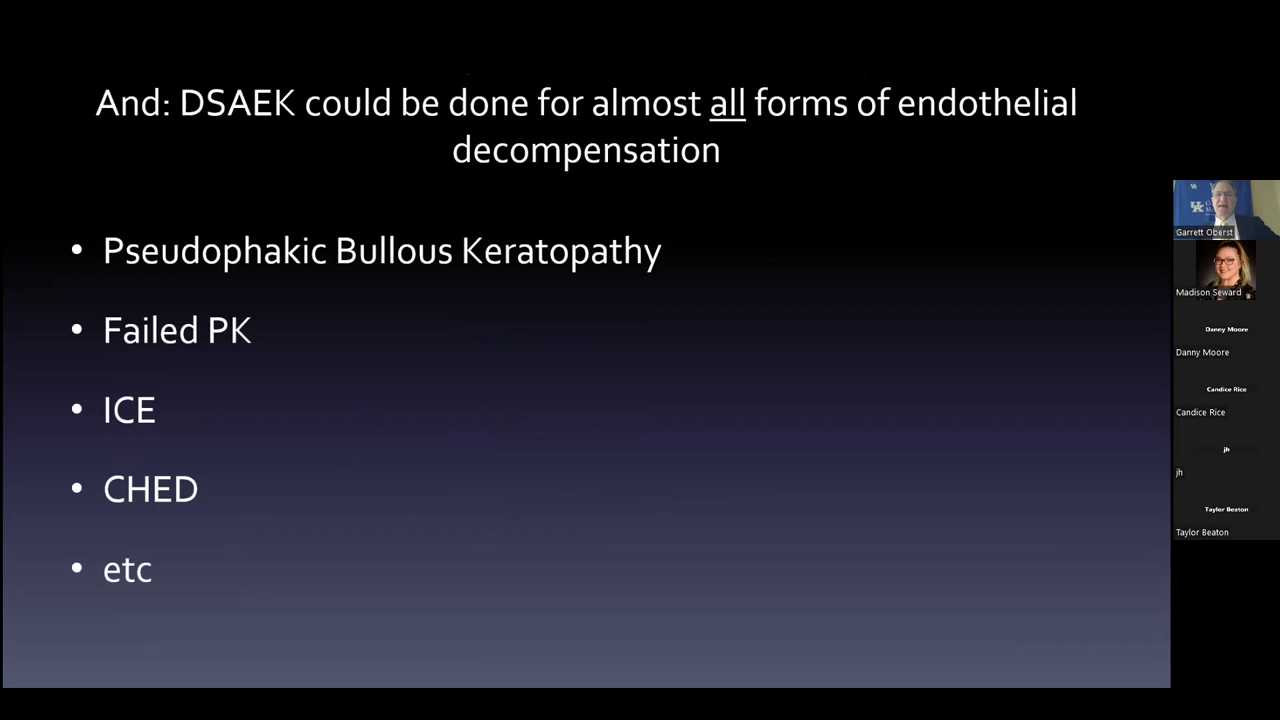 And: DSAEK could be done for almost all forms of endothelial
decompensation
• Pseudophakic Bullous Keratopathy
• Failed PK
• ICE
• CHED
• etc
UK
Garrett Oberst
Madison Seward
Danny Moore
Danny Moore
Candice Rice
Candice Rice
jh
jh
Taylor Beaton
Taylor Beaton